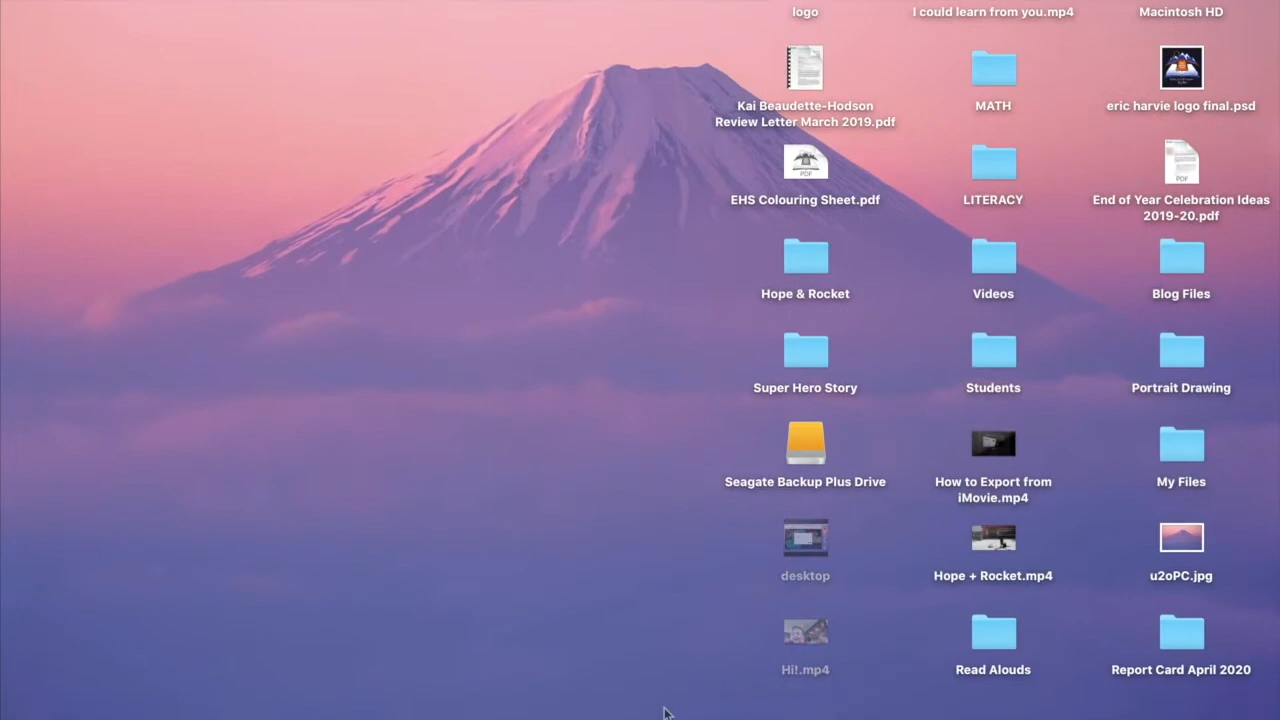 logo
I could learn from you.mp4
Macintosh HD
Kai Beaudette-Hodson
Review Letter March 2019.pdf
MATH
eric harvie logo final.psd
PDF
EHS Colouring Sheet.pdf
LITERACY
PDF
End of Year Celebration Ideas
2019-20.pdf
Hope & Rocket
Videos
Blog Files
Super Hero Story
Students
Portrait Drawing
Seagate Backup Plus Drive
How to Export from
iMovie.mp4
My Files
desktop
Hope + Rocket.mp4
u2oPC.jpg
Hi!.mp4
Read Alouds
Report Card April 2020